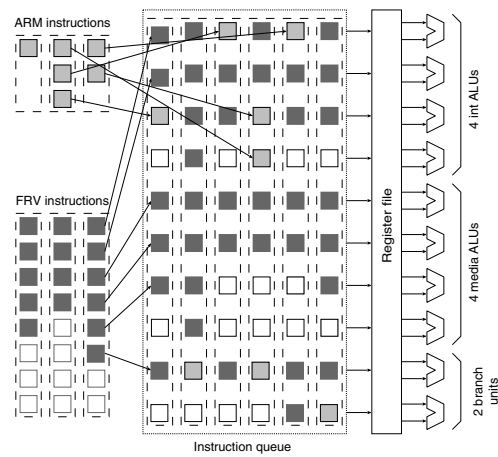 ARM instructions
FRV instructions
Instruction queue
Register file
4 int ALUs
4 media ALUs
2 branch
units